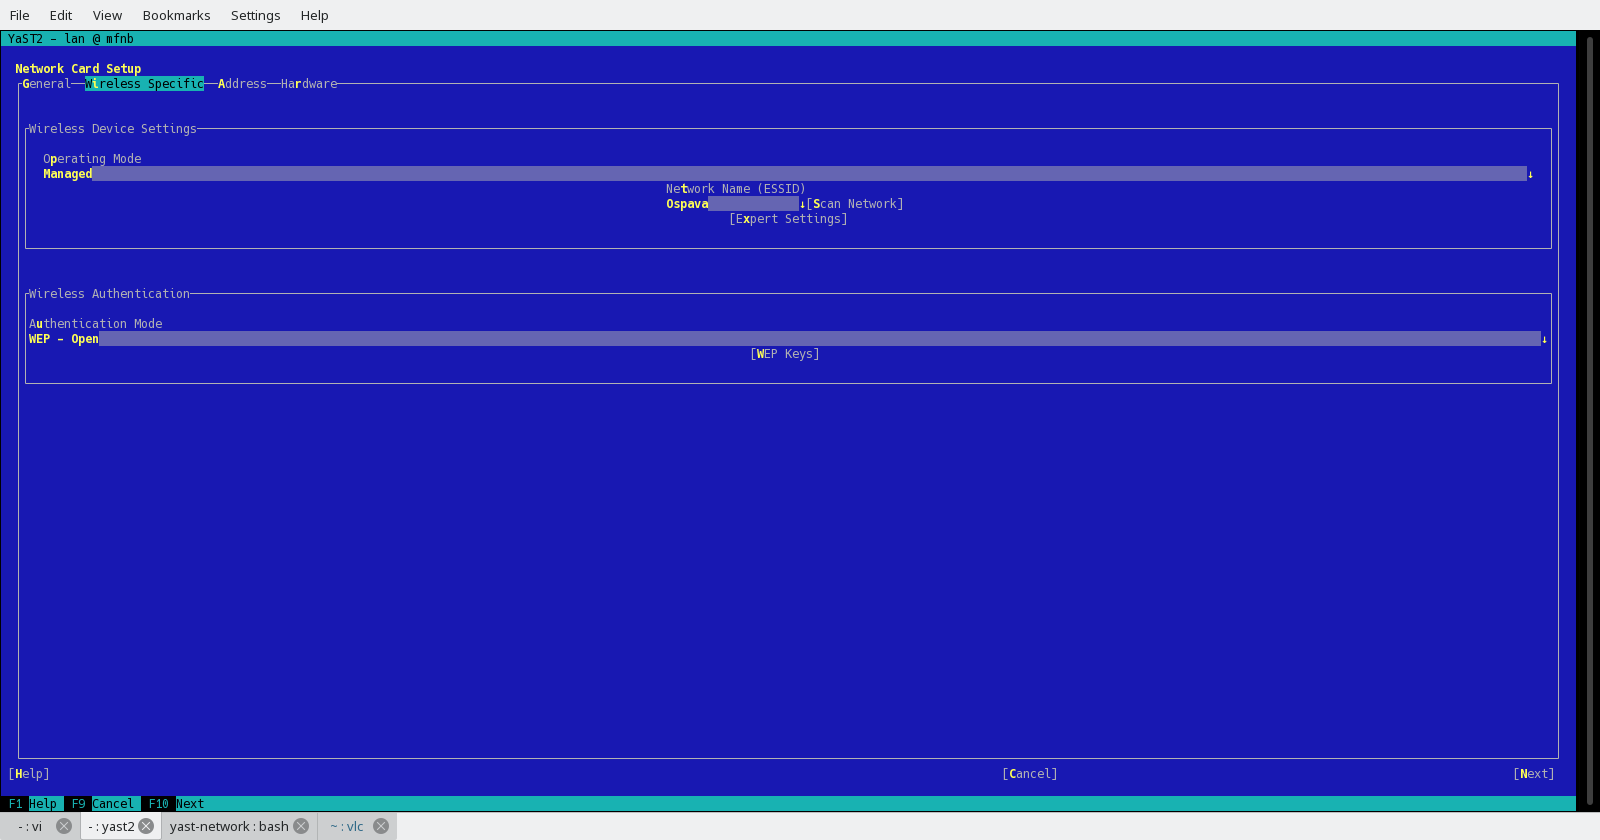 File Edit View Bookmarks Settings Help
YaST2 - lan @ mfnb
Network Card Setup
General Wireless Specific Address Hardware
Wireless Device Settings
Operating Mode
Managed ↓
Network Name (ESSID)
Ospava ↓[Scan Network]
[Expert Settings]
Wireless Authentication
Authentication Mode
WEP - Open ↓
[WEP Keys]
[Help] [Cancel] [Next]
F1 Help F9 Cancel F10 Next
- : vi - : yast2 yast-network : bash ~ : vlc